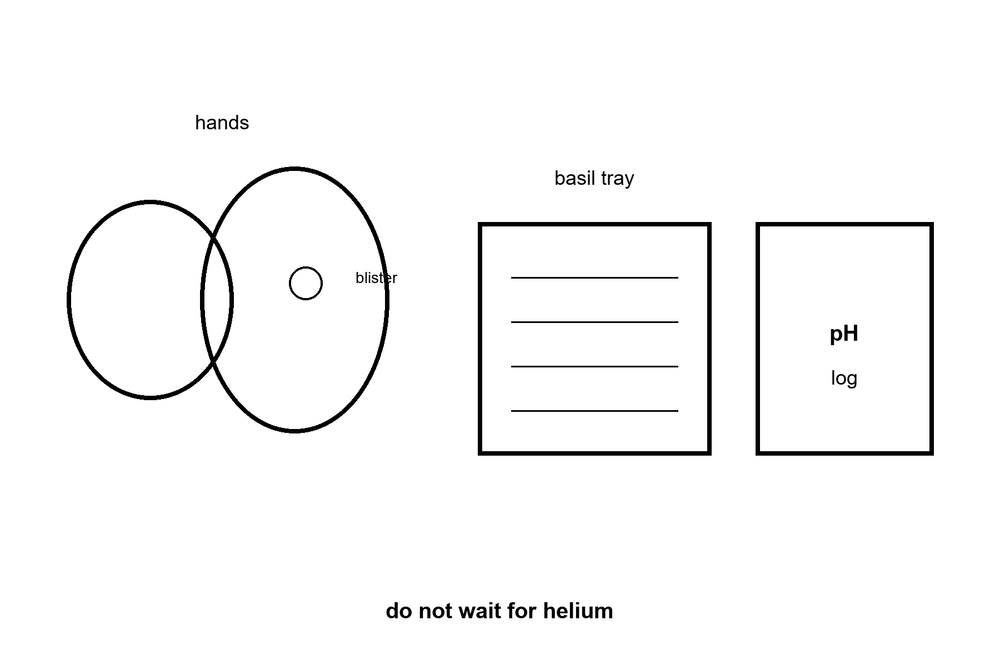 hands
basil tray
blister
pH
log
do not wait for helium